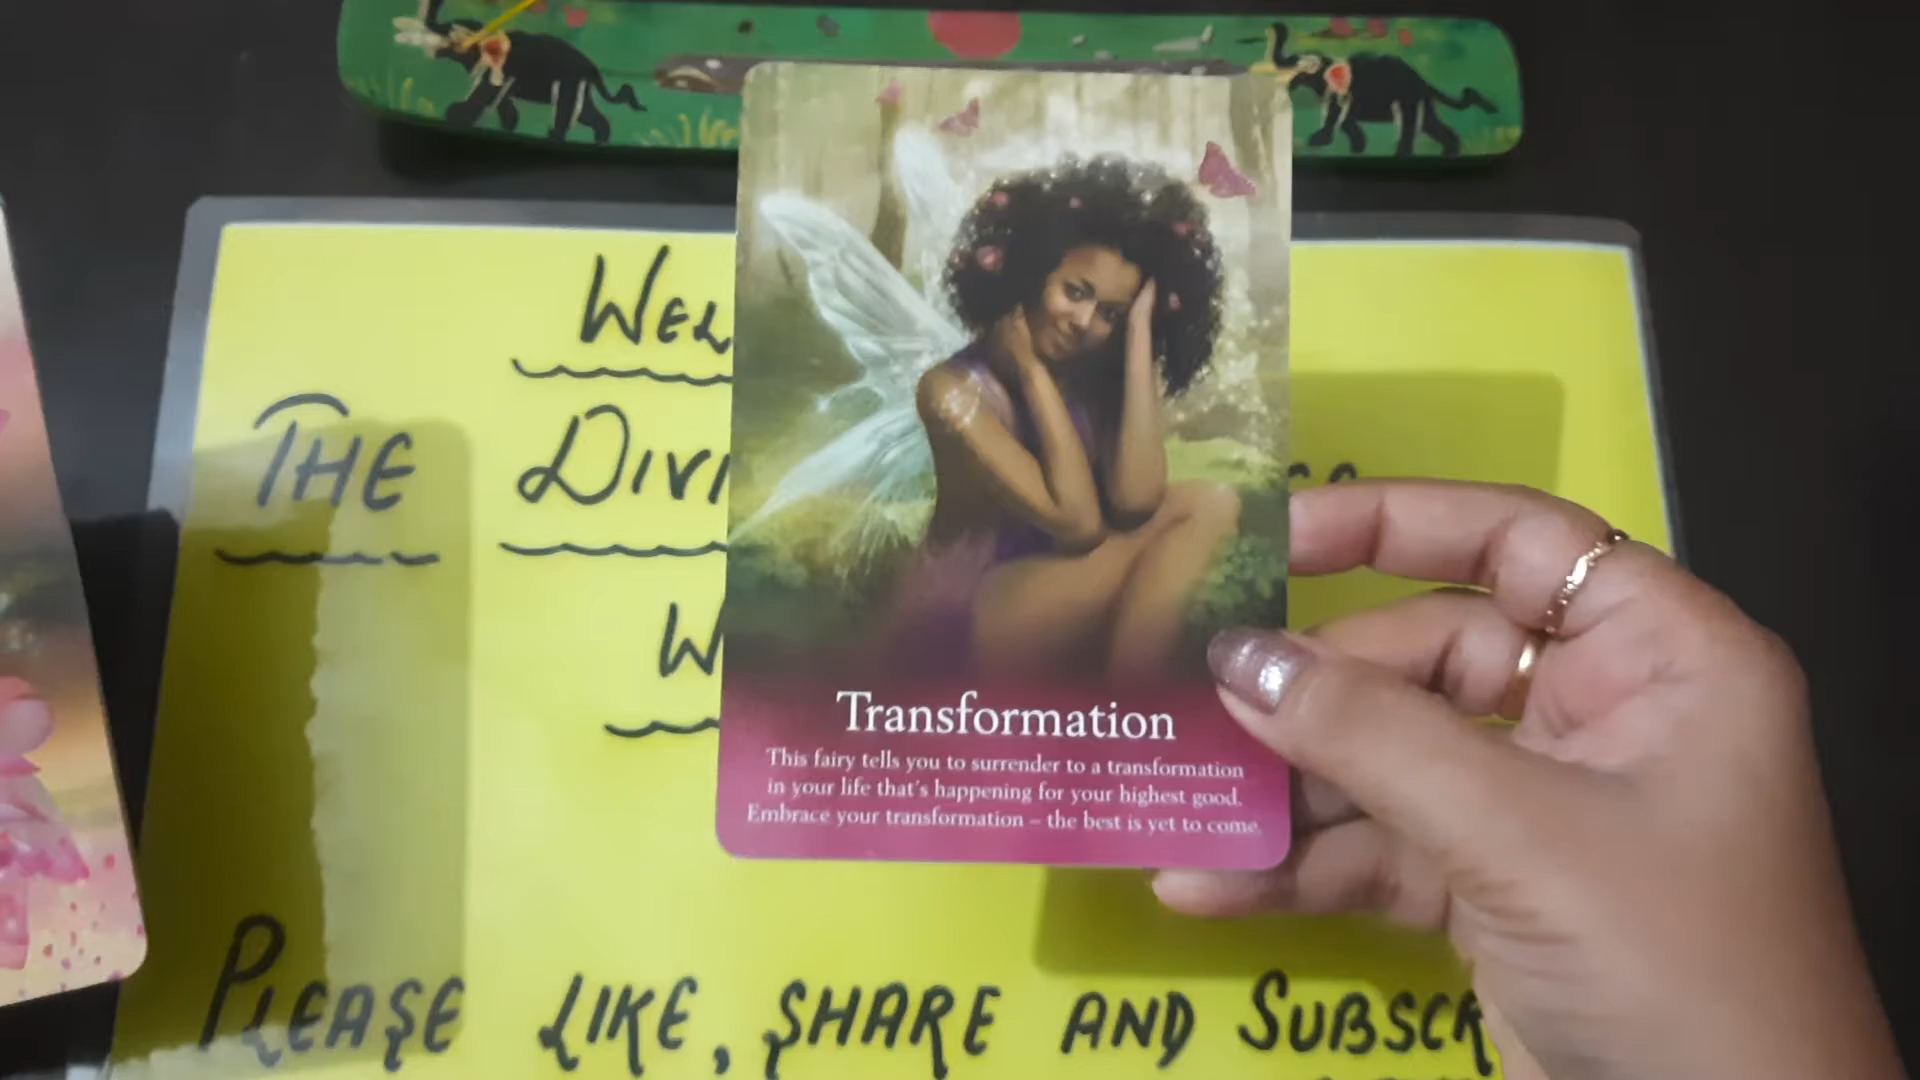 WEL
THE DIVI
W
Transformation
This fairy tells you to surrender to a transformation
in your life that's happening for your highest good.
Embrace your transformation – the best is yet to come.
PLEASE LIKE, SHARE AND SUBSCR